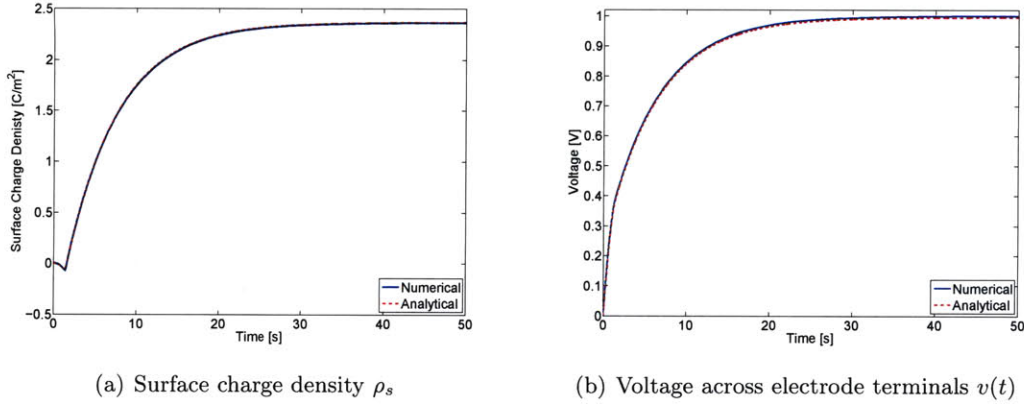 2.5
2
1.5
1
0.5
0
−0.5
Surface Charge Denisty [C/m²]
0 10 20 30 40 50
Time [s]
Numerical
Analytical
(a) Surface charge density ρₛ
1
0.9
0.8
0.7
0.6
0.5
0.4
0.3
0.2
0.1
0
Voltage [V]
0 10 20 30 40 50
Time [s]
Numerical
Analytical
(b) Voltage across electrode terminals v(t)